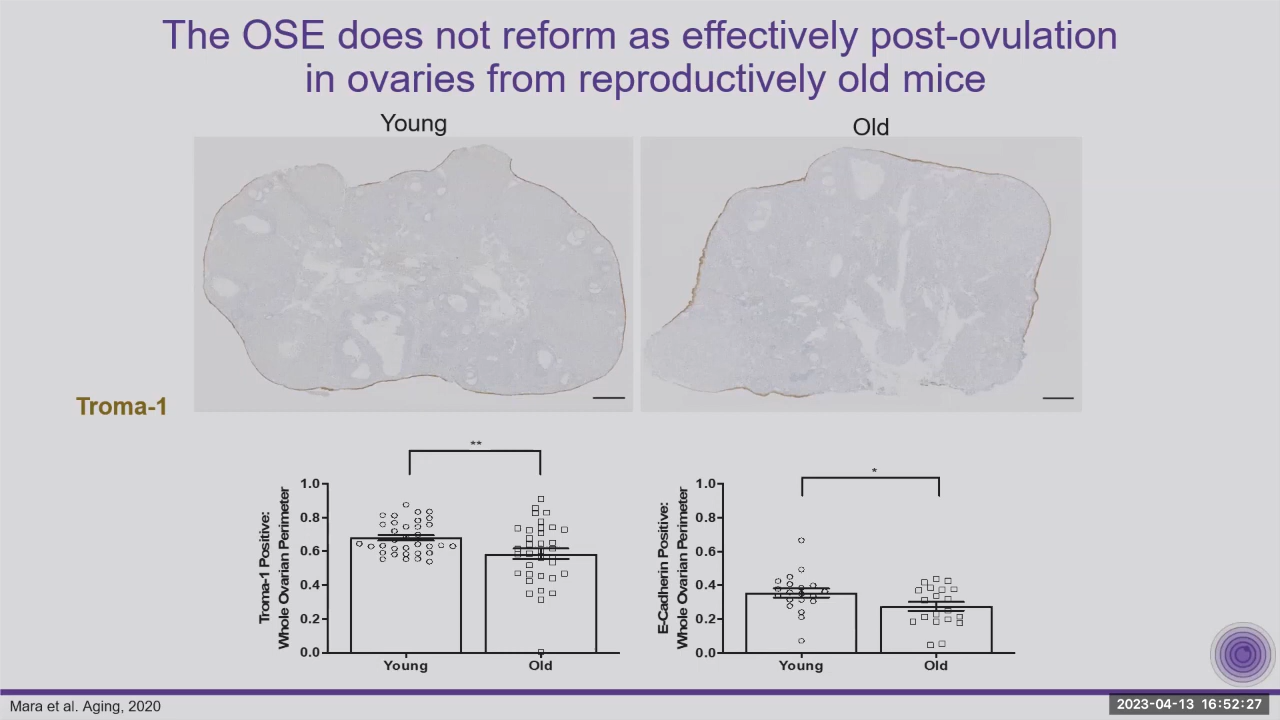 The OSE does not reform as effectively post-ovulation
in ovaries from reproductively old mice
Young
Old
Troma-1
**
Troma-1 Positive:
Whole Ovarian Perimeter
1.0
0.8
0.6
0.4
0.2
0.0
Young
Old
*
E-Cadherin Positive:
Whole Ovarian Perimeter
1.0
0.8
0.6
0.4
0.2
0.0
Young
Old
Mara et al. Aging, 2020
2023-04-13 16:52:27